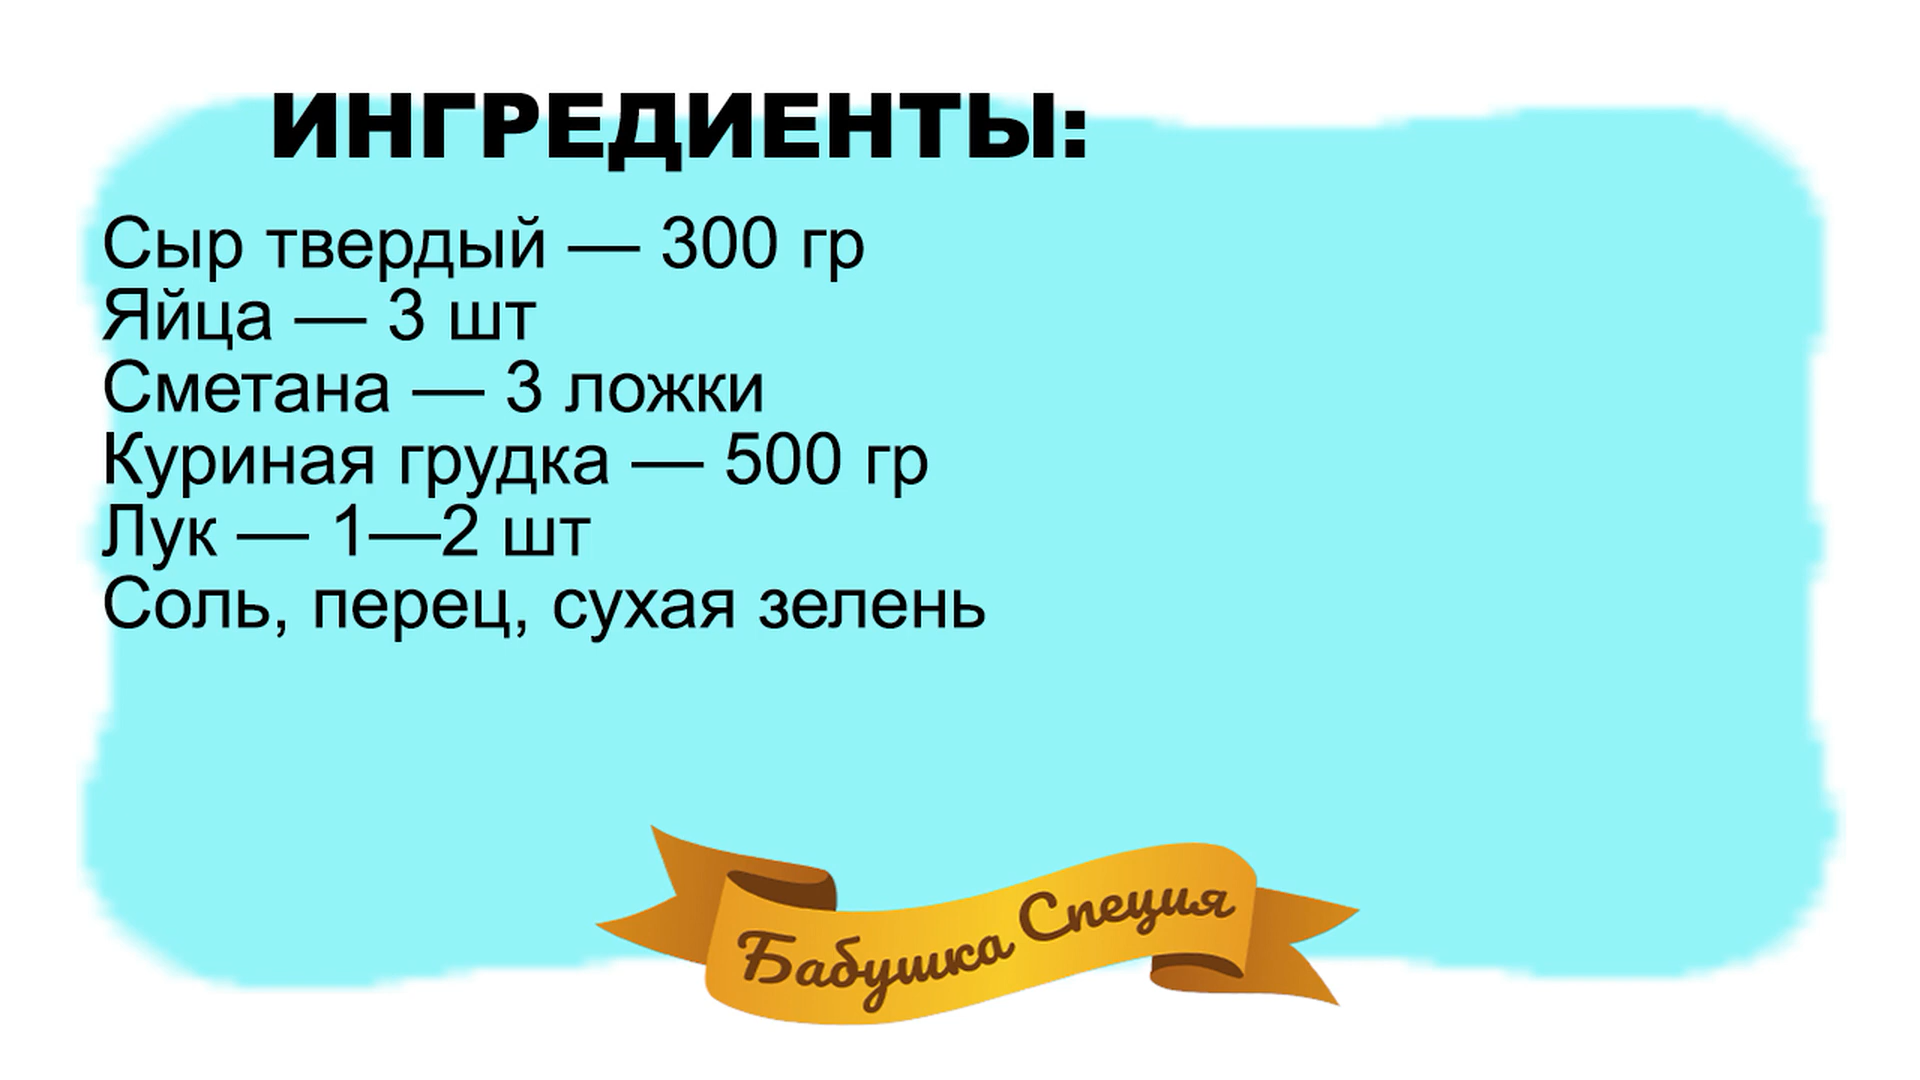 ИНГРЕДИЕНТЫ:
Сыр твердый — 300 гр
Яйца — 3 шт
Сметана — 3 ложки
Куриная грудка — 500 гр
Лук — 1—2 шт
Соль, перец, сухая зелень
Бабушка Специя